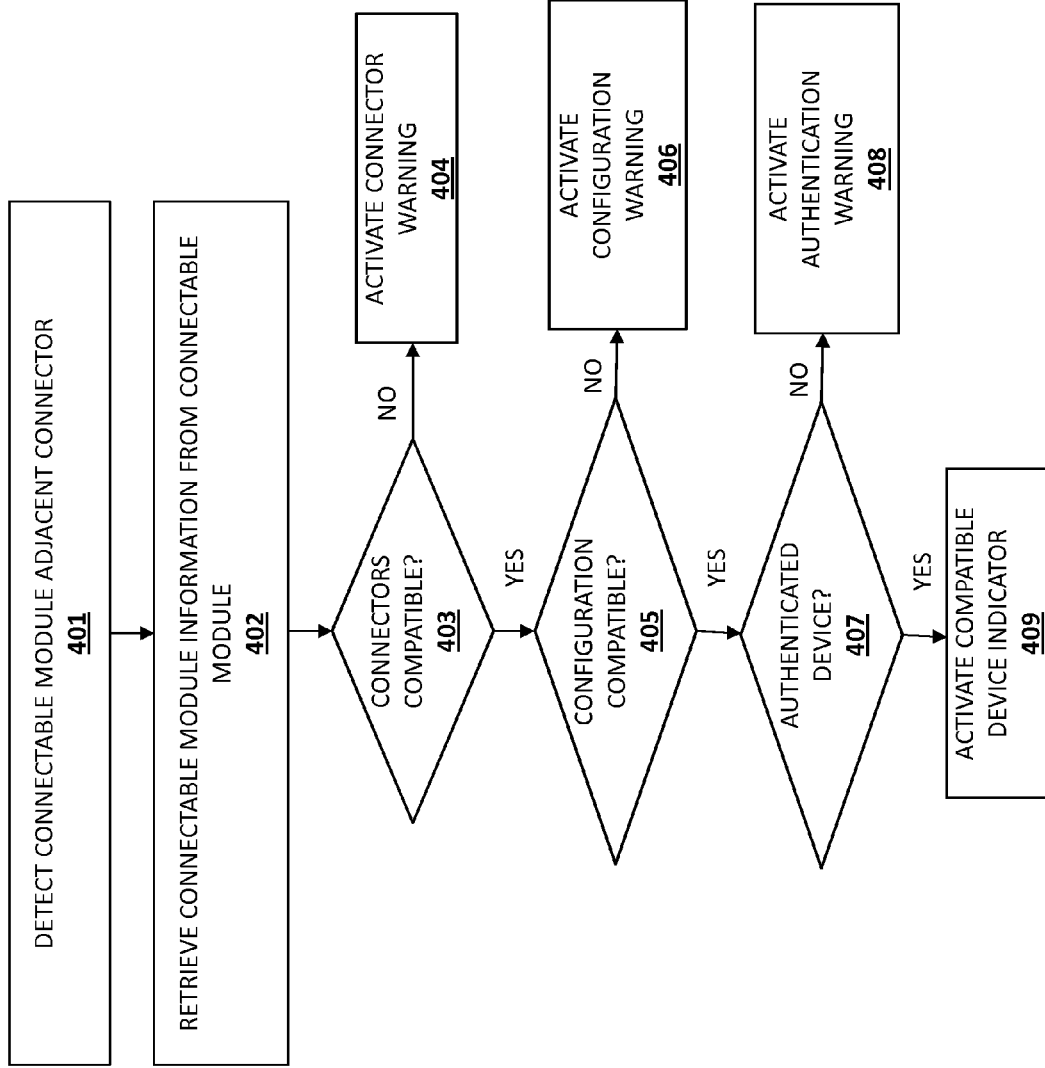 DETECT CONNECTABLE MODULE ADJACENT CONNECTOR
401
RETRIEVE CONNECTABLE MODULE INFORMATION FROM CONNECTABLE
MODULE
402
CONNECTORS
COMPATIBLE?
403
NO
ACTIVATE CONNECTOR
WARNING
404
YES
CONFIGURATION
COMPATIBLE?
405
NO
ACTIVATE
CONFIGURATION
WARNING
406
YES
AUTHENTICATED
DEVICE?
407
NO
ACTIVATE
AUTHENTICATION
WARNING
408
YES
ACTIVATE COMPATIBLE
DEVICE INDICATOR
409